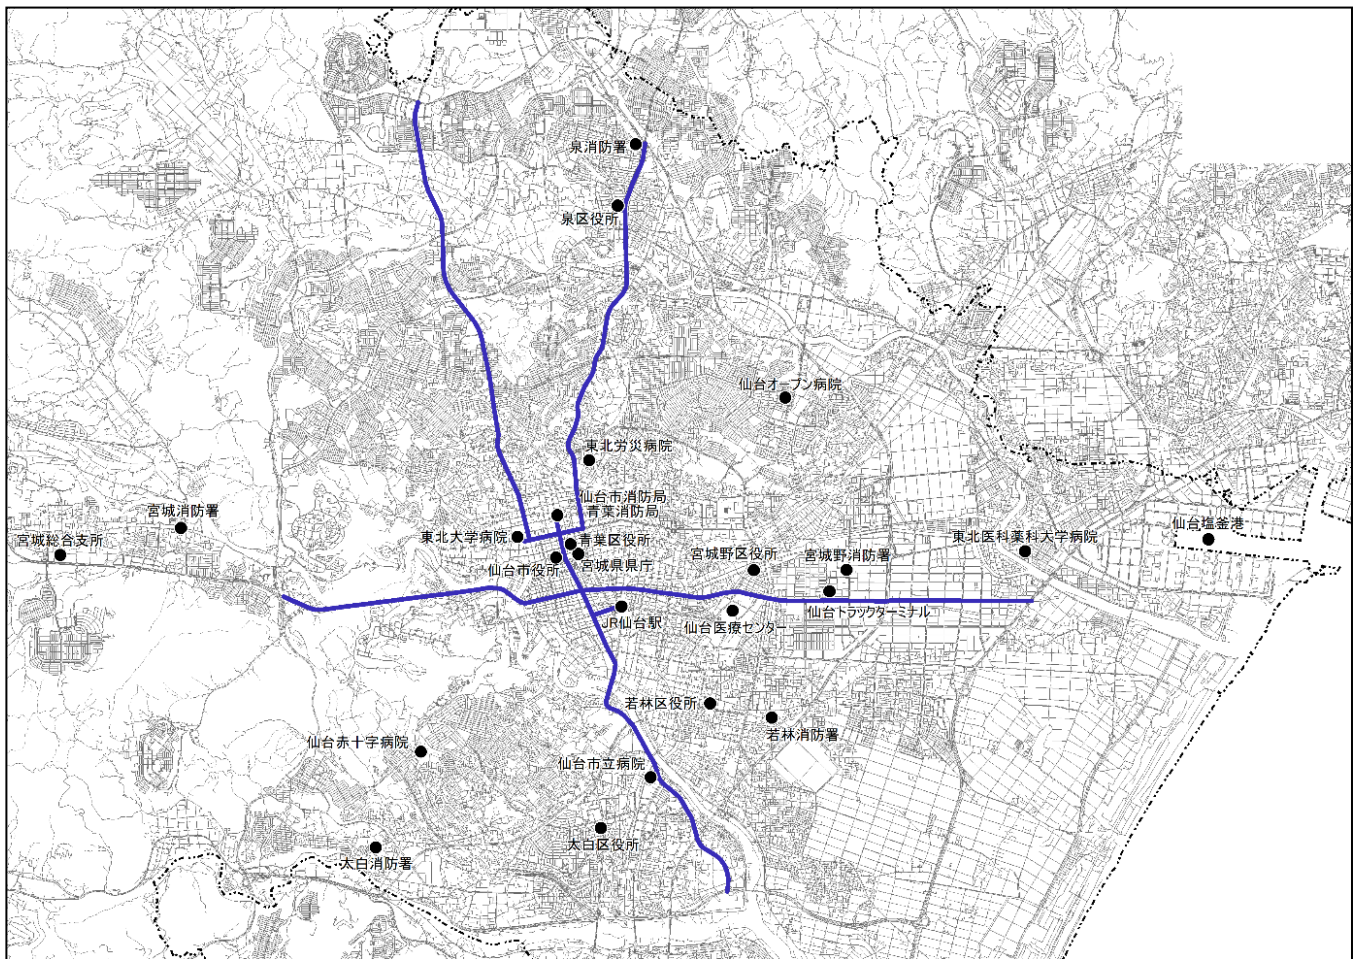 泉消防署
泉区役所
仙台オープン病院
東北労災病院
仙台市消防局
青葉消防局
宮城消防署
宮城総合支所
東北大学病院
青葉区役所
仙台市役所
宮城県県庁
宮城野区役所
宮城野消防署
東北医科薬科大学病院
仙台塩釜港
JR仙台駅
仙台医療センター
仙台トラックターミナル
若林区役所
若林消防署
仙台赤十字病院
仙台市立病院
太白区役所
太白消防署